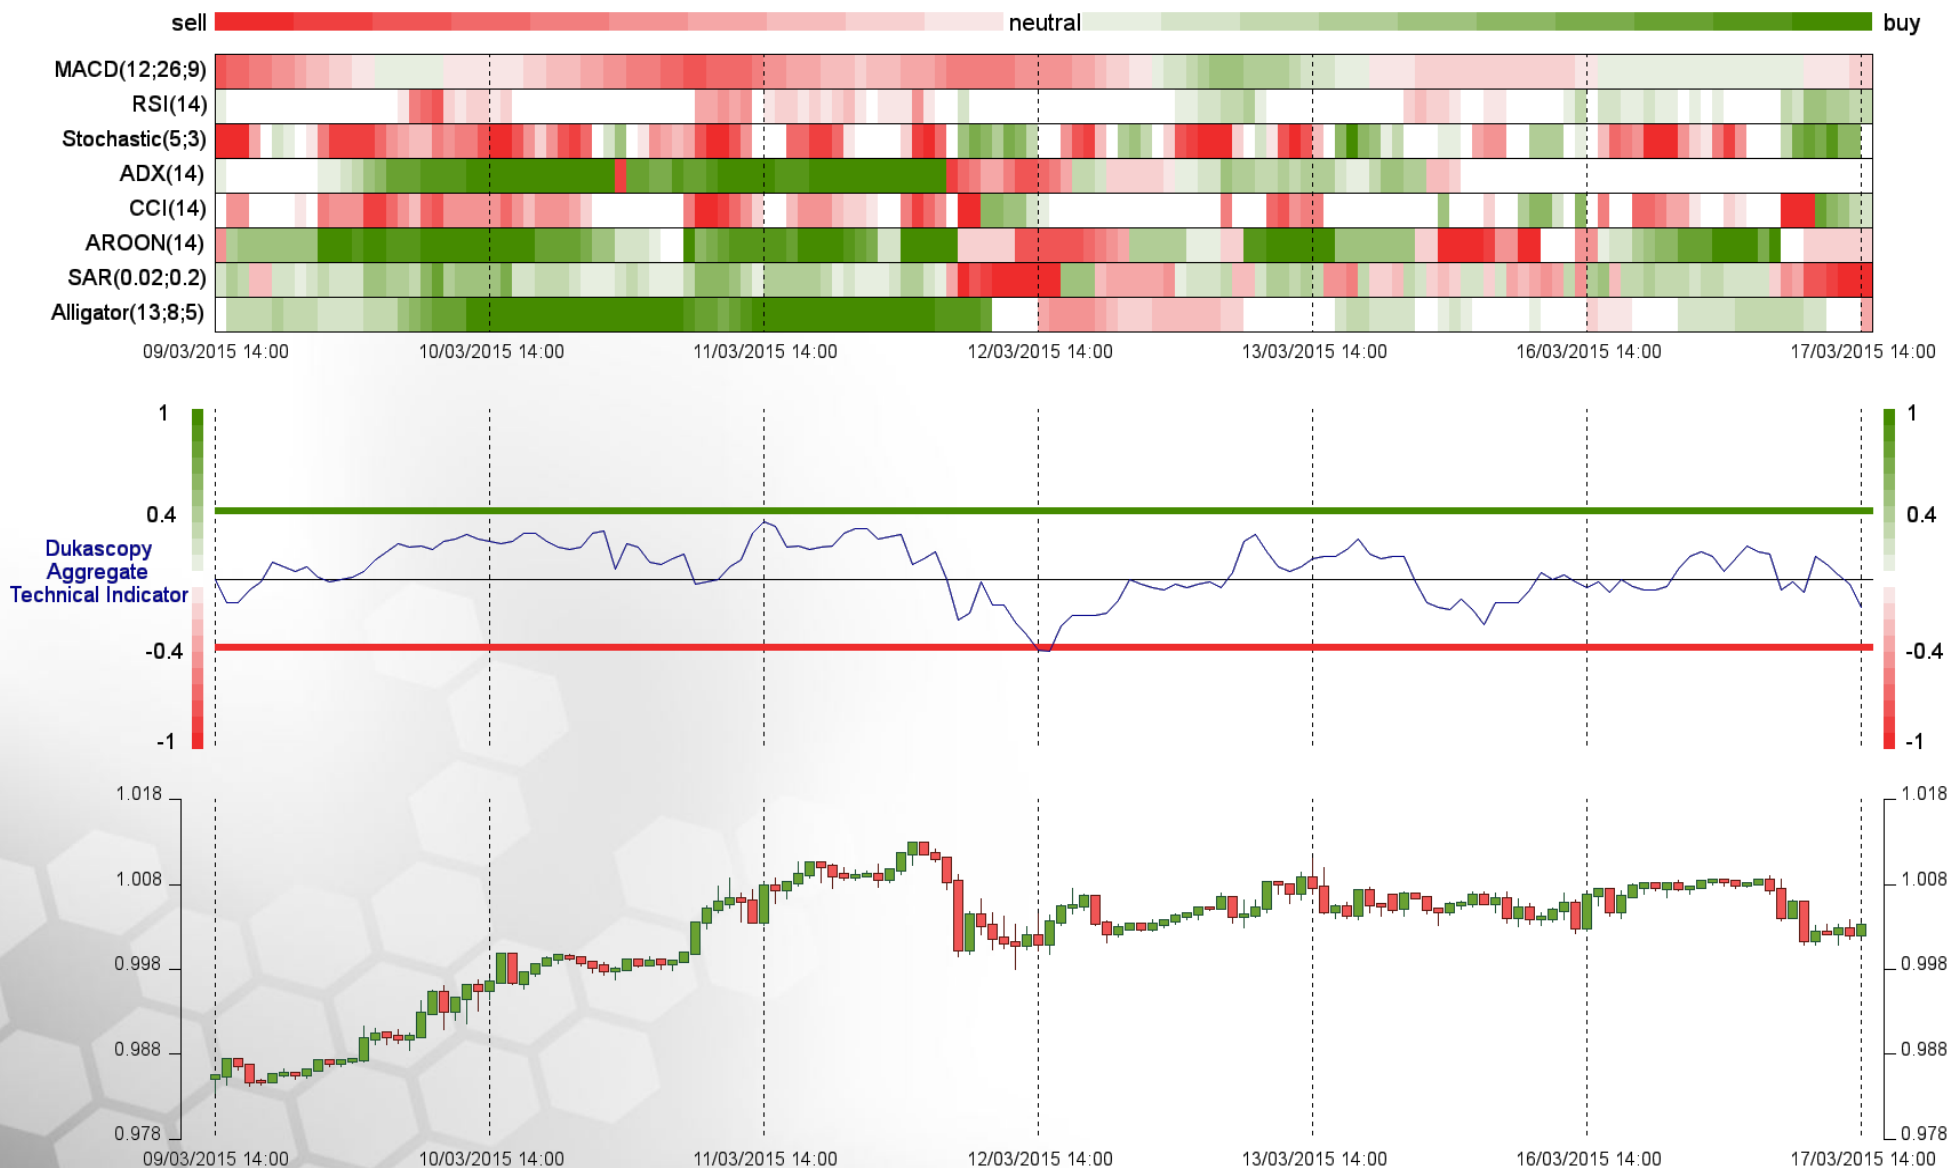 sell neutral buy
MACD(12;26;9)
RSI(14)
Stochastic(5;3)
ADX(14)
CCI(14)
AROON(14)
SAR(0.02;0.2)
Alligator(13;8;5)
09/03/2015 14:00 10/03/2015 14:00 11/03/2015 14:00 12/03/2015 14:00 13/03/2015 14:00 16/03/2015 14:00 17/03/2015 14:00
1 1
0.4 0.4
Dukascopy
Aggregate
Technical Indicator
-0.4 -0.4
-1 -1
1.018 1.018
1.008 1.008
0.998 0.998
0.988 0.988
0.978 0.978
09/03/2015 14:00 10/03/2015 14:00 11/03/2015 14:00 12/03/2015 14:00 13/03/2015 14:00 16/03/2015 14:00 17/03/2015 14:00